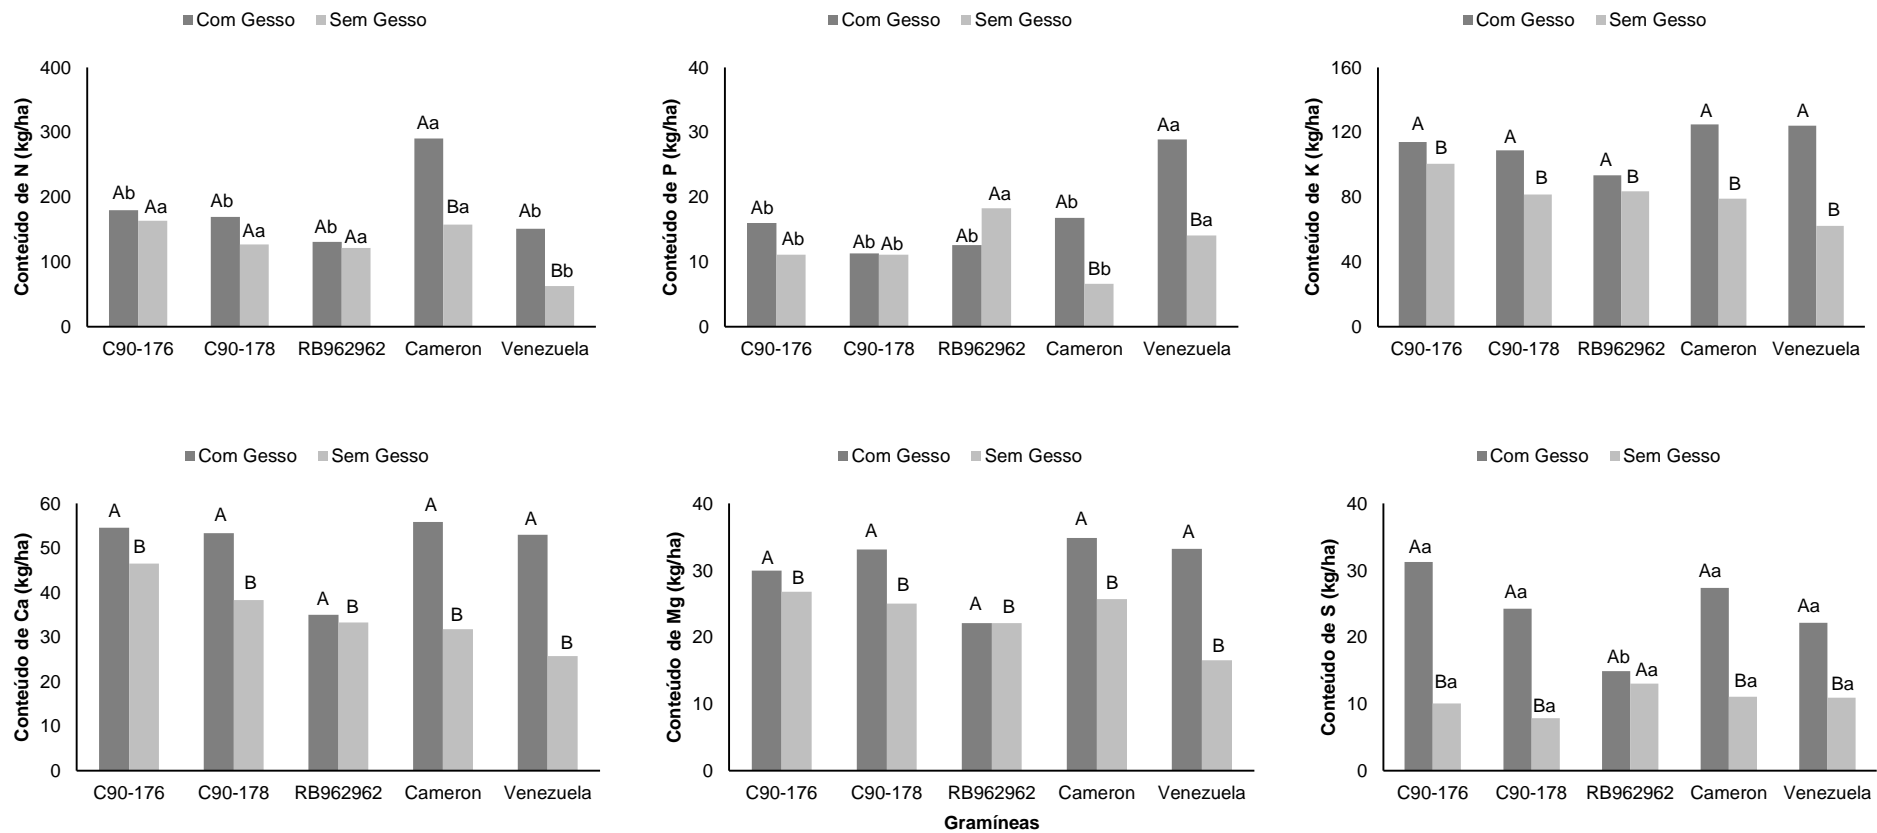 Com Gesso Sem Gesso
Conteúdo de N (kg/ha)
400
300
200
100
0
Ab Aa Ab Aa Ab Aa Aa Ba Ab Bb
C90-176 C90-178 RB962962 Cameron Venezuela
Com Gesso Sem Gesso
Conteúdo de P (kg/ha)
40
30
20
10
0
Ab Ab Ab Ab Ab Aa Ab Bb Aa Ba
C90-176 C90-178 RB962962 Cameron Venezuela
Com Gesso Sem Gesso
Conteúdo de K (kg/ha)
160
120
80
40
0
A B A B A B A B A B
C90-176 C90-178 RB962962 Cameron Venezuela
Com Gesso Sem Gesso
Conteúdo de Ca (kg/ha)
60
50
40
30
20
10
0
A B A B A B A B A B
C90-176 C90-178 RB962962 Cameron Venezuela
Com Gesso Sem Gesso
Conteúdo de Mg (kg/ha)
40
30
20
10
0
A B A B A B A B A B
C90-176 C90-178 RB962962 Cameron Venezuela
Gramíneas
Com Gesso Sem Gesso
Conteúdo de S (kg/ha)
40
30
20
10
0
Aa Ba Aa Ba Ab Aa Aa Ba Aa Ba
C90-176 C90-178 RB962962 Cameron Venezuela